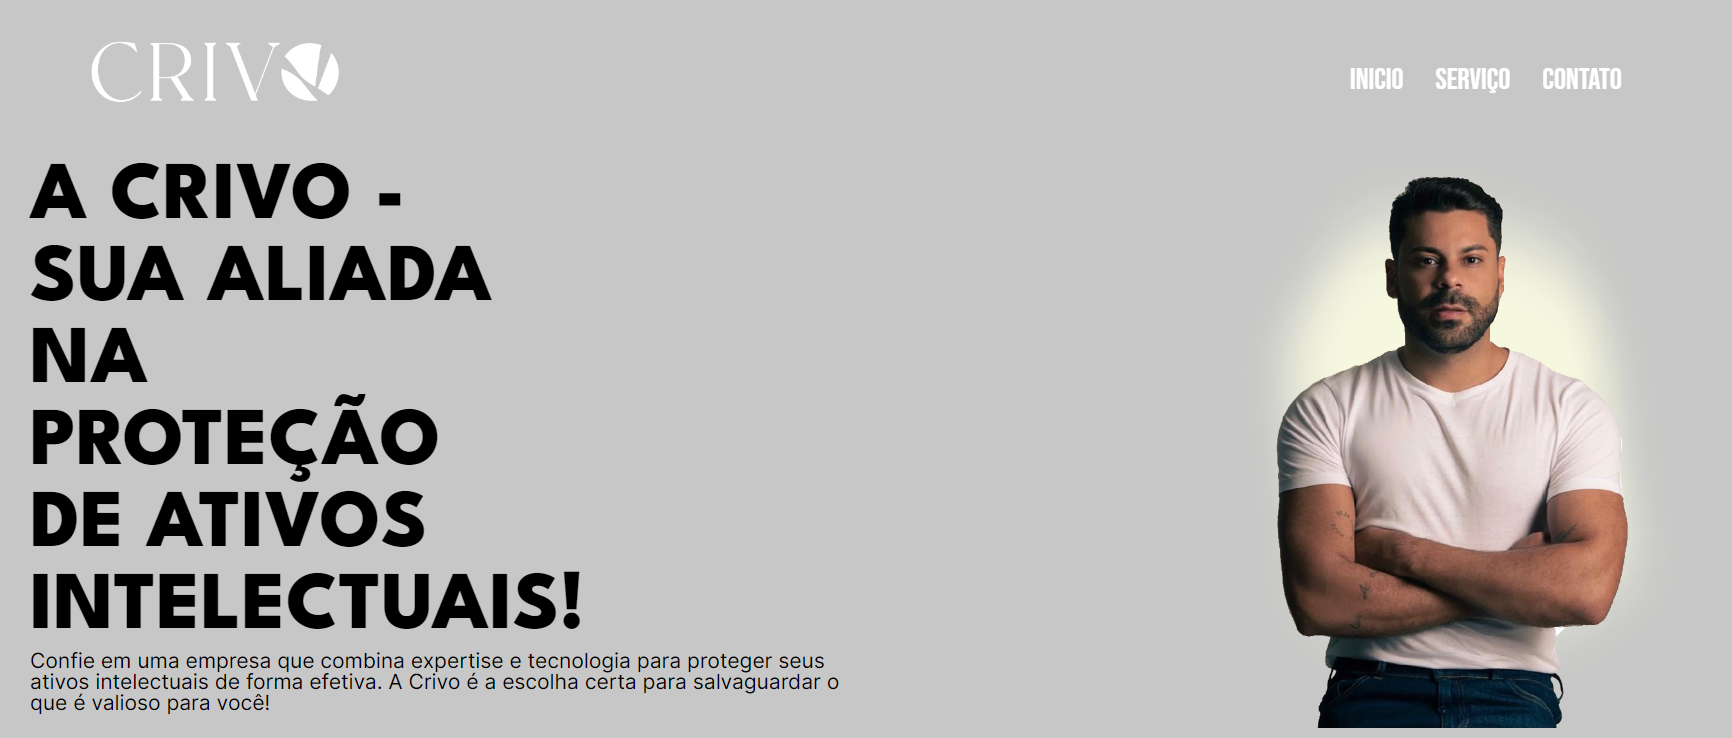 CRIVO
INICIO SERVIÇO CONTATO
A CRIVO -
SUA ALIADA
NA
PROTEÇÃO
DE ATIVOS
INTELECTUAIS!
Confie em uma empresa que combina expertise e tecnologia para proteger seus
ativos intelectuais de forma efetiva. A Crivo é a escolha certa para salvaguardar o
que é valioso para você!